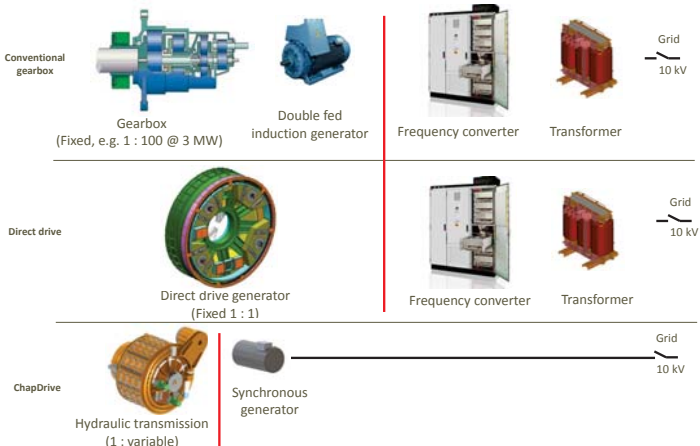 Conventional
gearbox
Gearbox
(Fixed, e.g. 1 : 100 @ 3 MW)
Double fed
induction generator
Frequency converter
Transformer
Grid
10 kV
Direct drive
Direct drive generator
(Fixed 1 : 1)
Frequency converter
Transformer
Grid
10 kV
ChapDrive
Hydraulic transmission
(1 : variable)
Synchronous
generator
Grid
10 kV